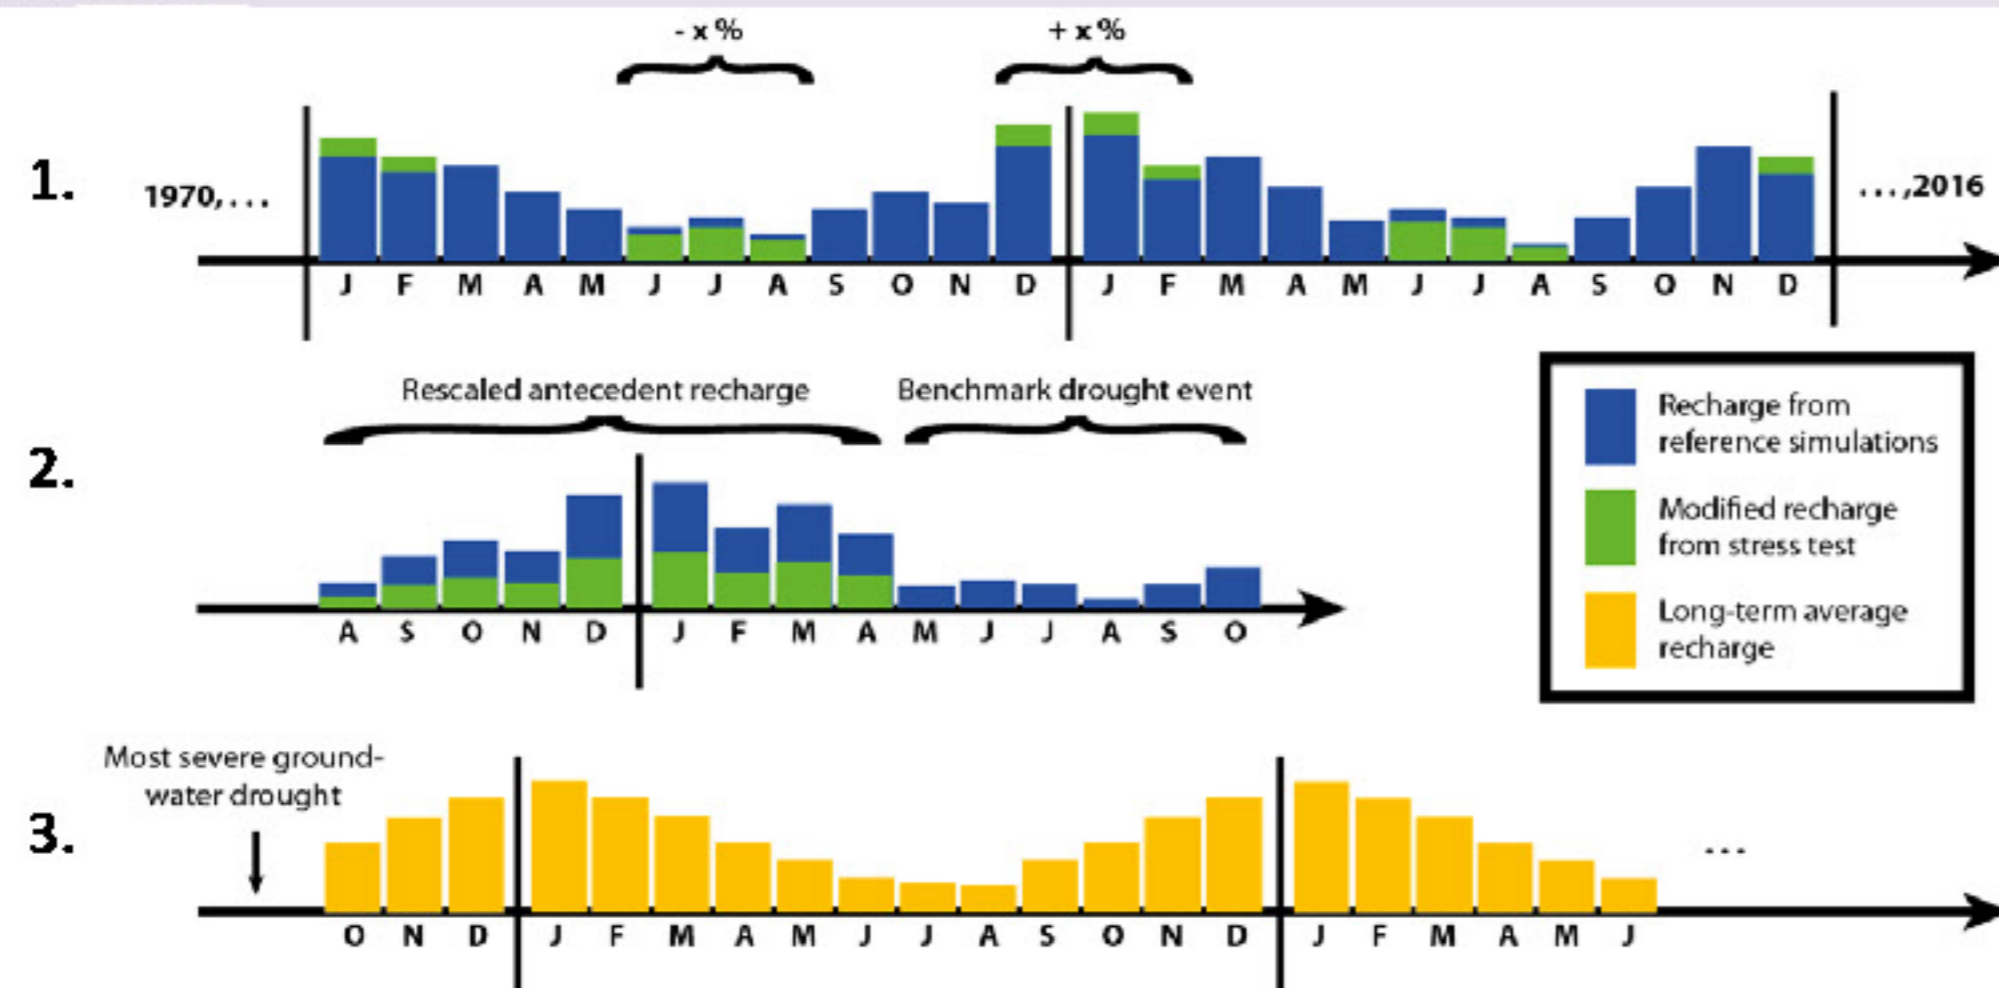 - x %
+ x %
1.
1970,...
...,2016
J F M A M J J A S O N D J F M A M J J A S O N D
Rescaled antecedent recharge
Benchmark drought event
2.
A S O N D J F M A M J J A S O
Recharge from
reference simulations
Modified recharge
from stress test
Long-term average
recharge
Most severe ground-
water drought
3.
...
O N D J F M A M J J A S O N D J F M A M J